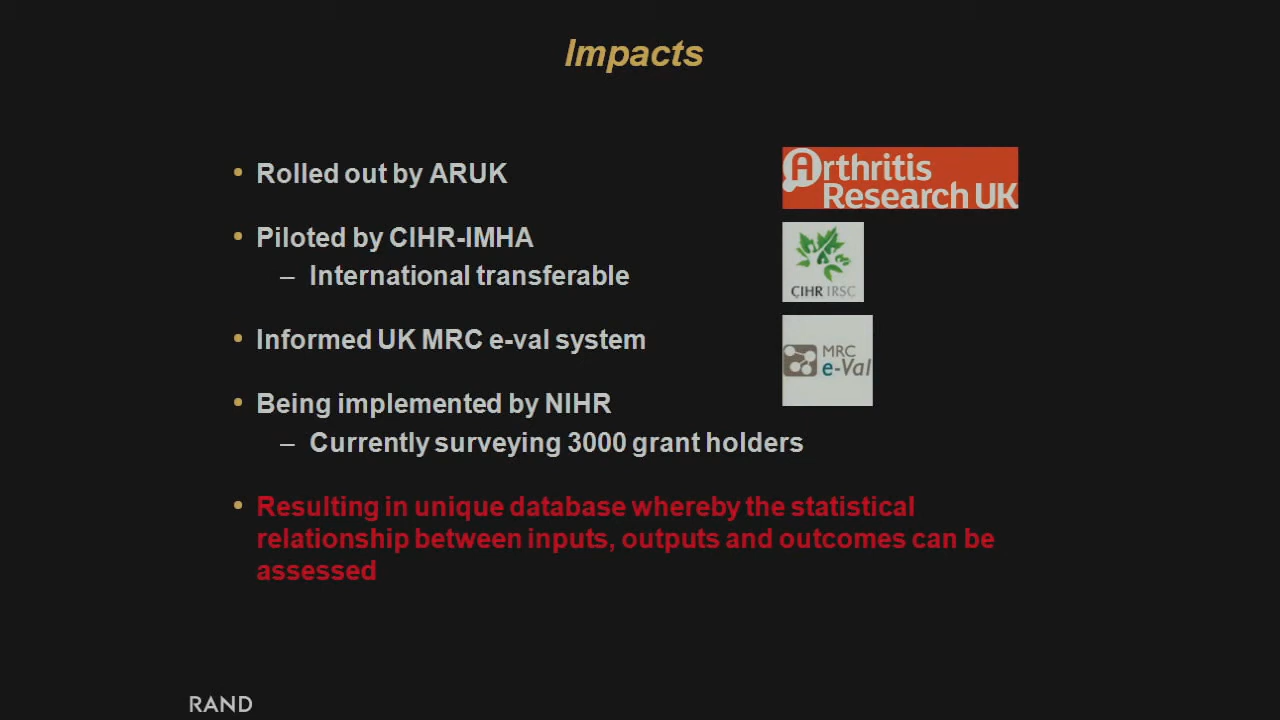 Impacts
• Rolled out by ARUK
Arthritis
Research UK
• Piloted by CIHR-IMHA
– International transferable
CIHR IRSC
• Informed UK MRC e-val system
MRC
e-Val
• Being implemented by NIHR
– Currently surveying 3000 grant holders
• Resulting in unique database whereby the statistical
relationship between inputs, outputs and outcomes can be
assessed
RAND